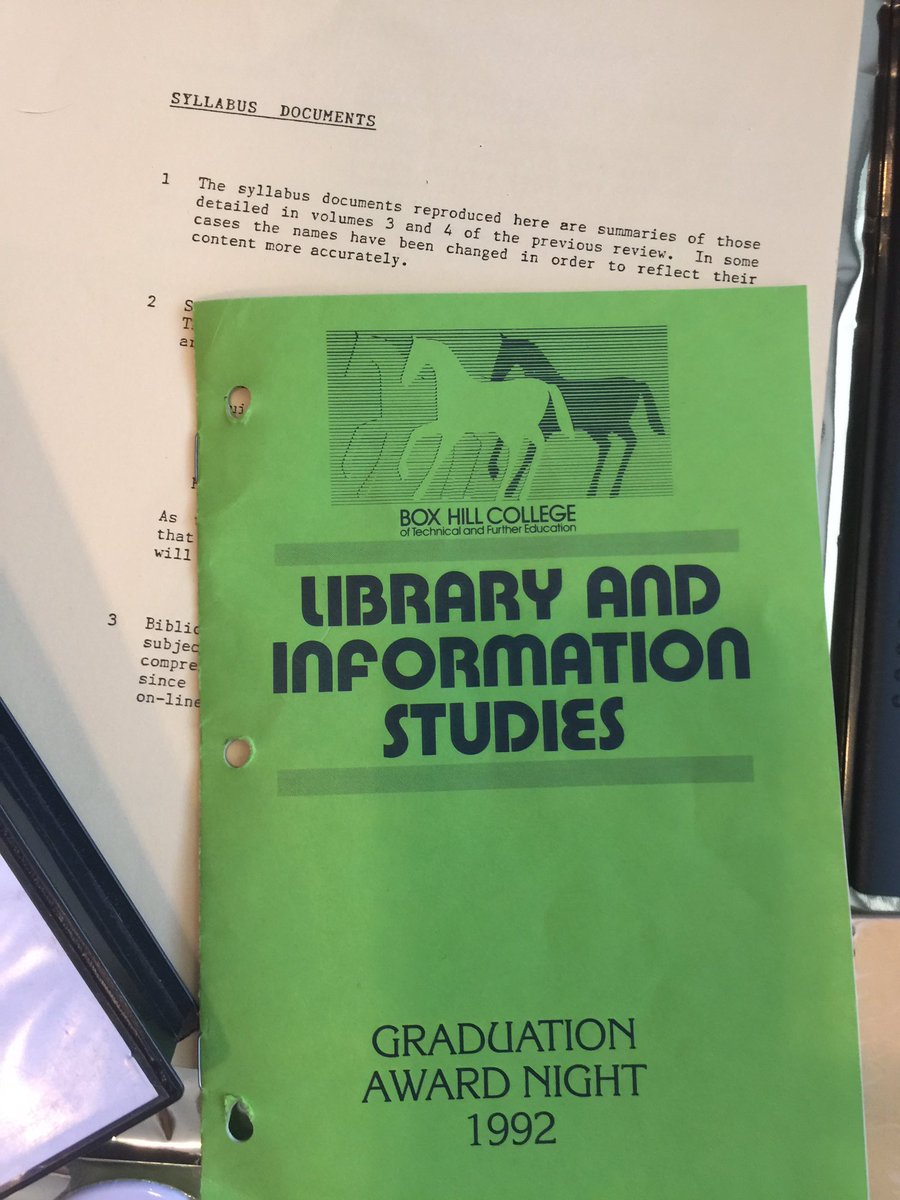 SYLLABUS DOCUMENTS
1 The syllabus documents reproduced here are summaries of those
detailed in volumes 3 and 4 of the previous review. In some
cases the names have been changed in order to reflect their
content more accurately.
2
As
that
will
3
since
on-line
BOX HILL COLLEGE
of Technical and Further Education
LIBRARY AND
INFORMATION
STUDIES
GRADUATION
AWARD NIGHT
1992